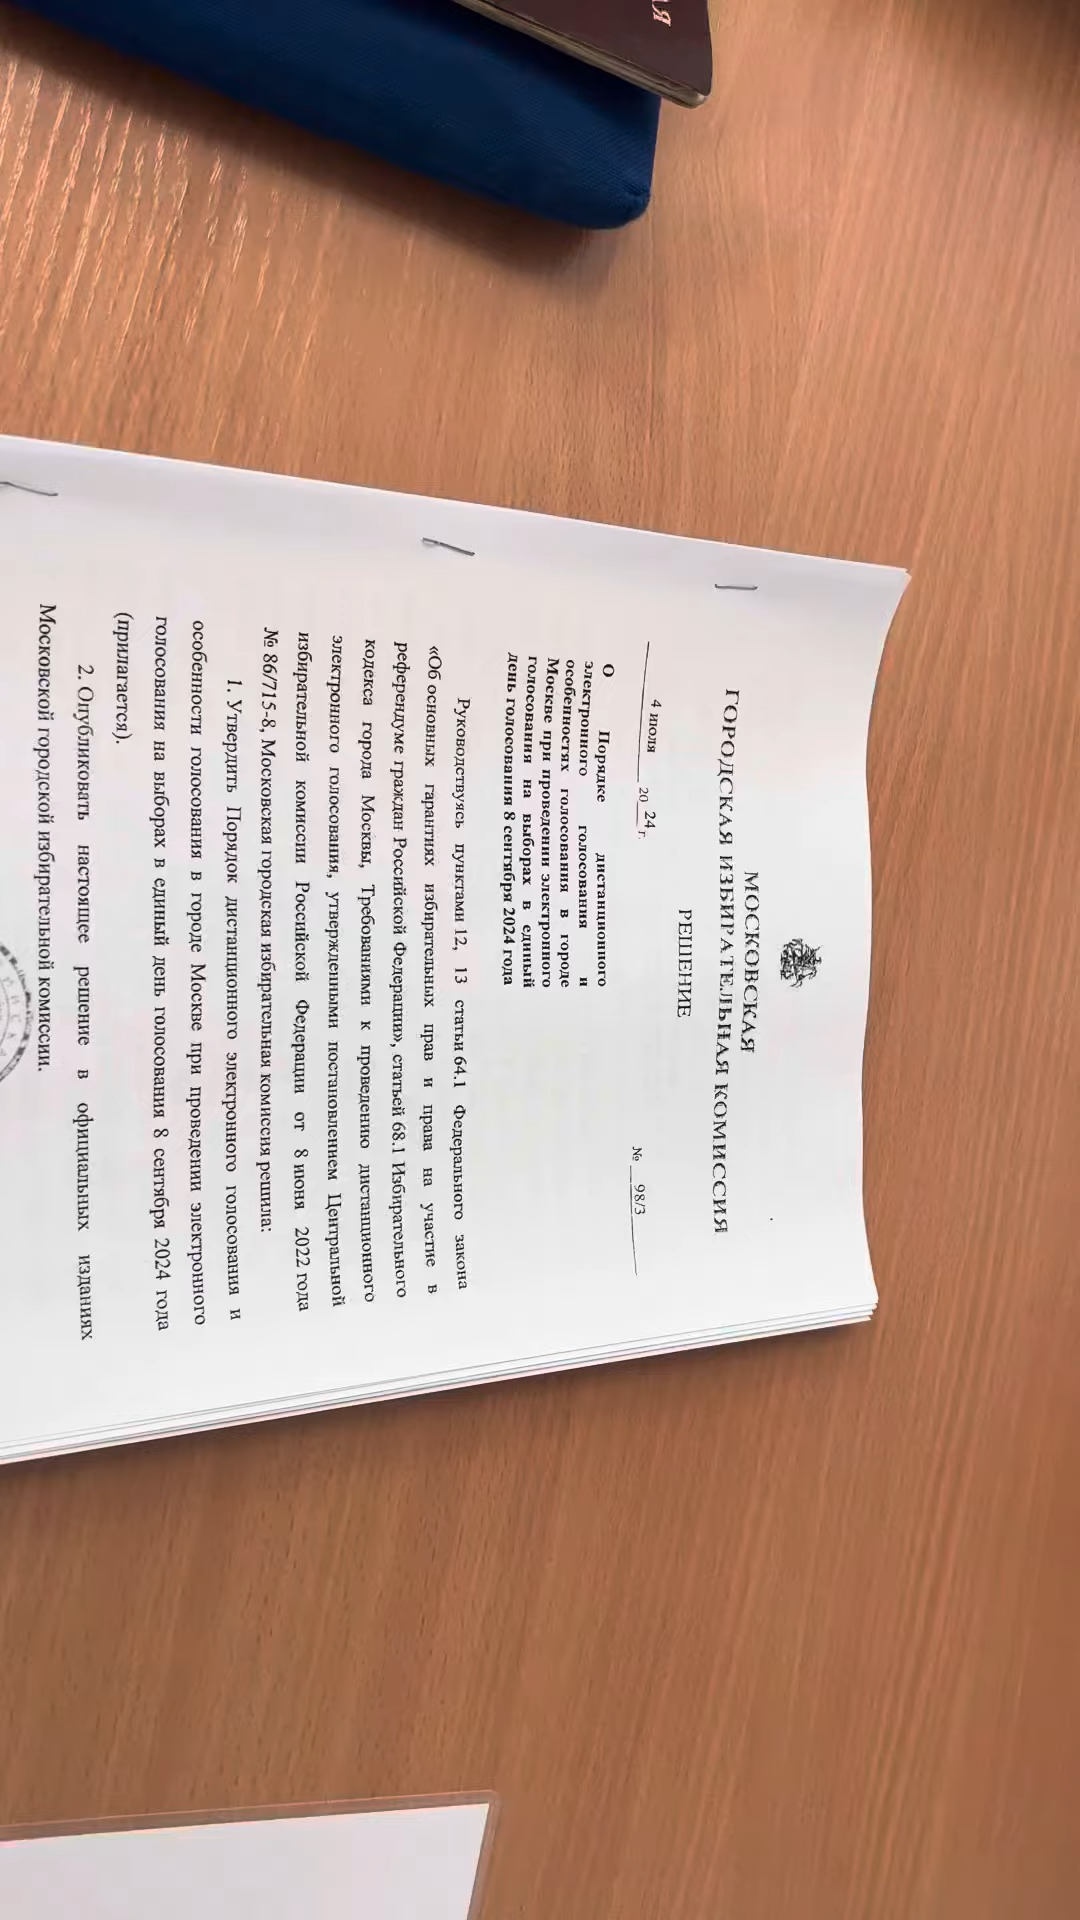 МОСКОВСКАЯ
ГОРОДСКАЯ ИЗБИРАТЕЛЬНАЯ КОМИССИЯ
РЕШЕНИЕ
4 июля 20 24 г. № 98/3
О Порядке дистанционного
электронного голосования и
особенностях голосования в городе
Москве при проведении электронного
голосования на выборах в единый
день голосования 8 сентября 2024 года
Руководствуясь пунктами 12, 13 статьи 64.1 Федерального закона
«Об основных гарантиях избирательных прав и права на участие в
референдуме граждан Российской Федерации», статьей 68.1 Избирательного
кодекса города Москвы, Требованиями к проведению дистанционного
электронного голосования, утвержденными постановлением Центральной
избирательной комиссии Российской Федерации от 8 июня 2022 года
№ 86/715-8, Московская городская избирательная комиссия решила:
1. Утвердить Порядок дистанционного электронного голосования и
особенности голосования в городе Москве при проведении электронного
голосования на выборах в единый день голосования 8 сентября 2024 года
(прилагается).
2. Опубликовать настоящее решение в официальных изданиях
Московской городской избирательной комиссии.